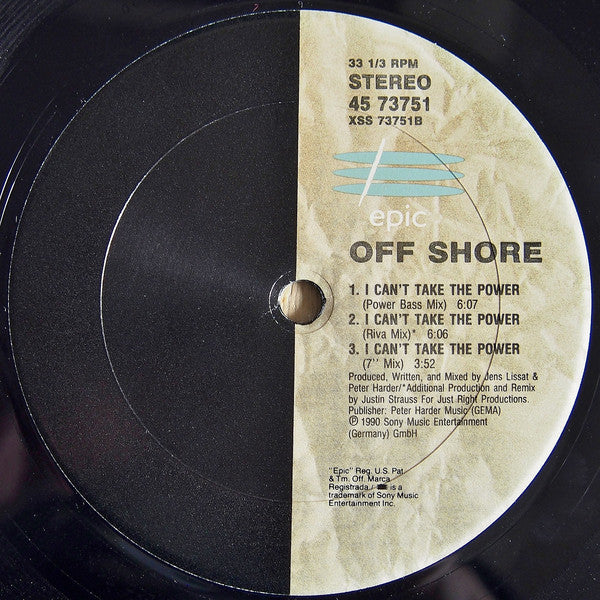 33 1/3 RPM
STEREO
45 73751
XSS 73751B
epic
OFF SHORE
1. I CAN'T TAKE THE POWER
(Power Bass Mix) 6:07
2. I CAN'T TAKE THE POWER
(Riva Mix)* 6:06
3. I CAN'T TAKE THE POWER
(7'' Mix) 3:52
Produced, Written, and Mixed by Jens Lissat &
Peter Harder/*Additional Production and Remix
by Justin Strauss For Just Right Productions.
Publisher: Peter Harder Music (GEMA)
℗ 1990 Sony Music Entertainment
(Germany) GmbH
"Epic" Reg. U.S. Pat
& Tm. Off. Marca
Registrada./ is a
trademark of Sony Music
Entertainment Inc.